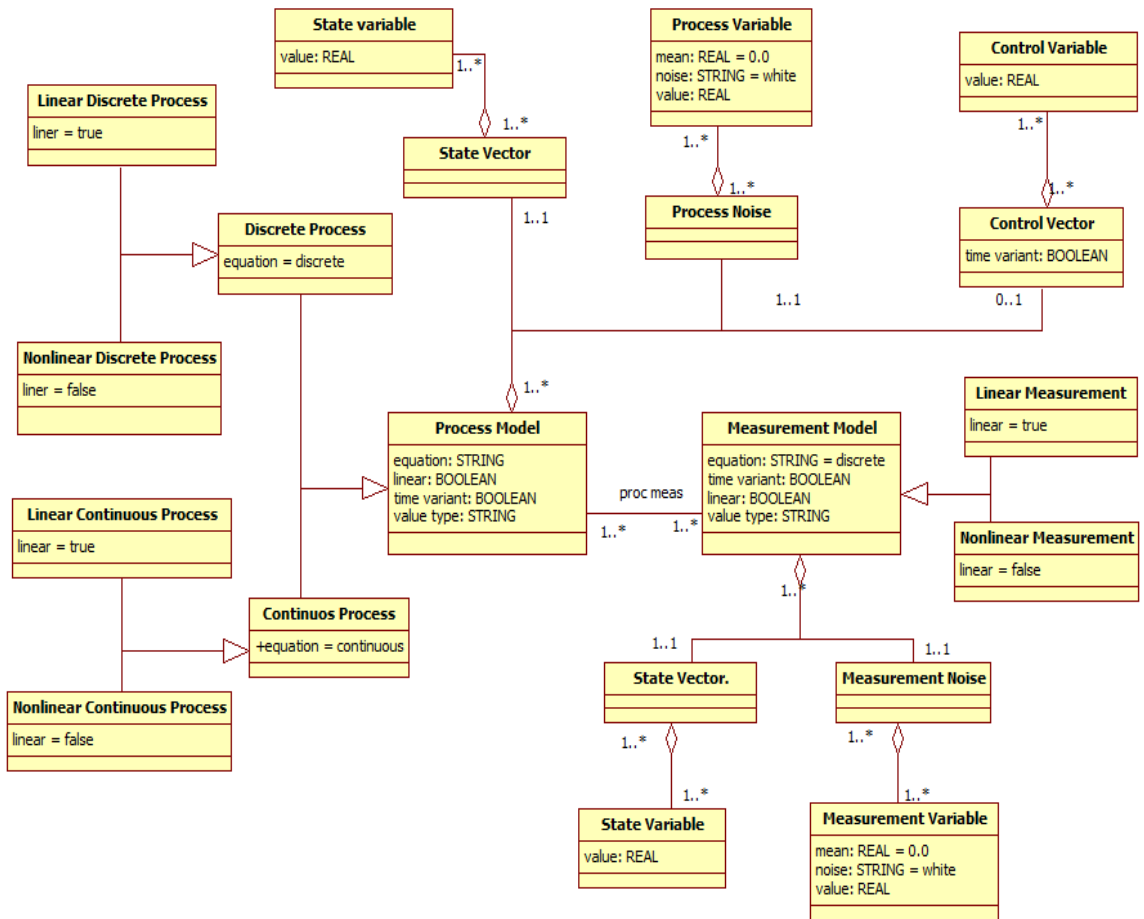 State variable
value: REAL
1..*
1..*
State Vector
1..1
Process Variable
mean: REAL = 0.0
noise: STRING = white
value: REAL
1..*
1..*
Process Noise
1..1
Control Variable
value: REAL
1..*
1..*
Control Vector
time variant: BOOLEAN
0..1
Linear Discrete Process
liner = true
Discrete Process
equation = discrete
Nonlinear Discrete Process
liner = false
1..*
Process Model
equation: STRING
linear: BOOLEAN
time variant: BOOLEAN
value type: STRING
proc meas
1..*
1..*
Measurement Model
equation: STRING = discrete
time variant: BOOLEAN
linear: BOOLEAN
value type: STRING
Linear Measurement
linear = true
Nonlinear Measurement
linear = false
Linear Continuous Process
linear = true
Continuos Process
+equation = continuous
Nonlinear Continuous Process
linear = false
1..*
1..1
1..1
State Vector.
Measurement Noise
1..*
1..*
1..*
1..*
State Variable
value: REAL
Measurement Variable
mean: REAL = 0.0
noise: STRING = white
value: REAL